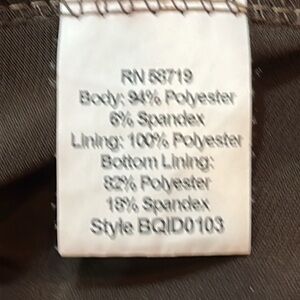 RN 58719
Body: 94% Polyester
6% Spandex
Lining: 100% Polyester
Bottom Lining:
82% Polyester
18% Spandex
Style BQID0103